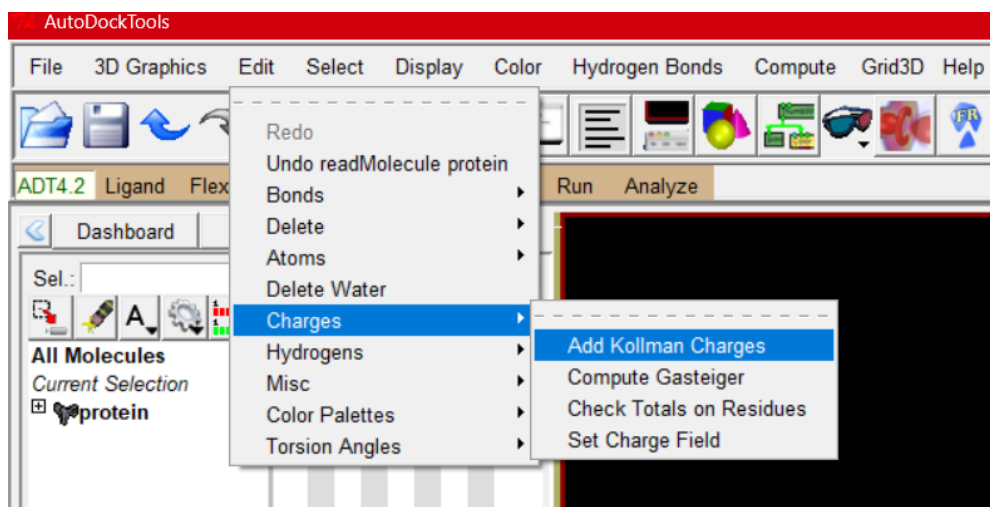 AutoDockTools
File 3D Graphics Edit Select Display Color Hydrogen Bonds Compute Grid3D Help
Redo
Undo readMolecule protein
Bonds
Delete
Atoms
Delete Water
Charges
Hydrogens
Misc
Color Palettes
Torsion Angles
Add Kollman Charges
Compute Gasteiger
Check Totals on Residues
Set Charge Field
ADT4.2 Ligand Flex Run Analyze
Dashboard
Sel.:
A
All Molecules
Current Selection
protein